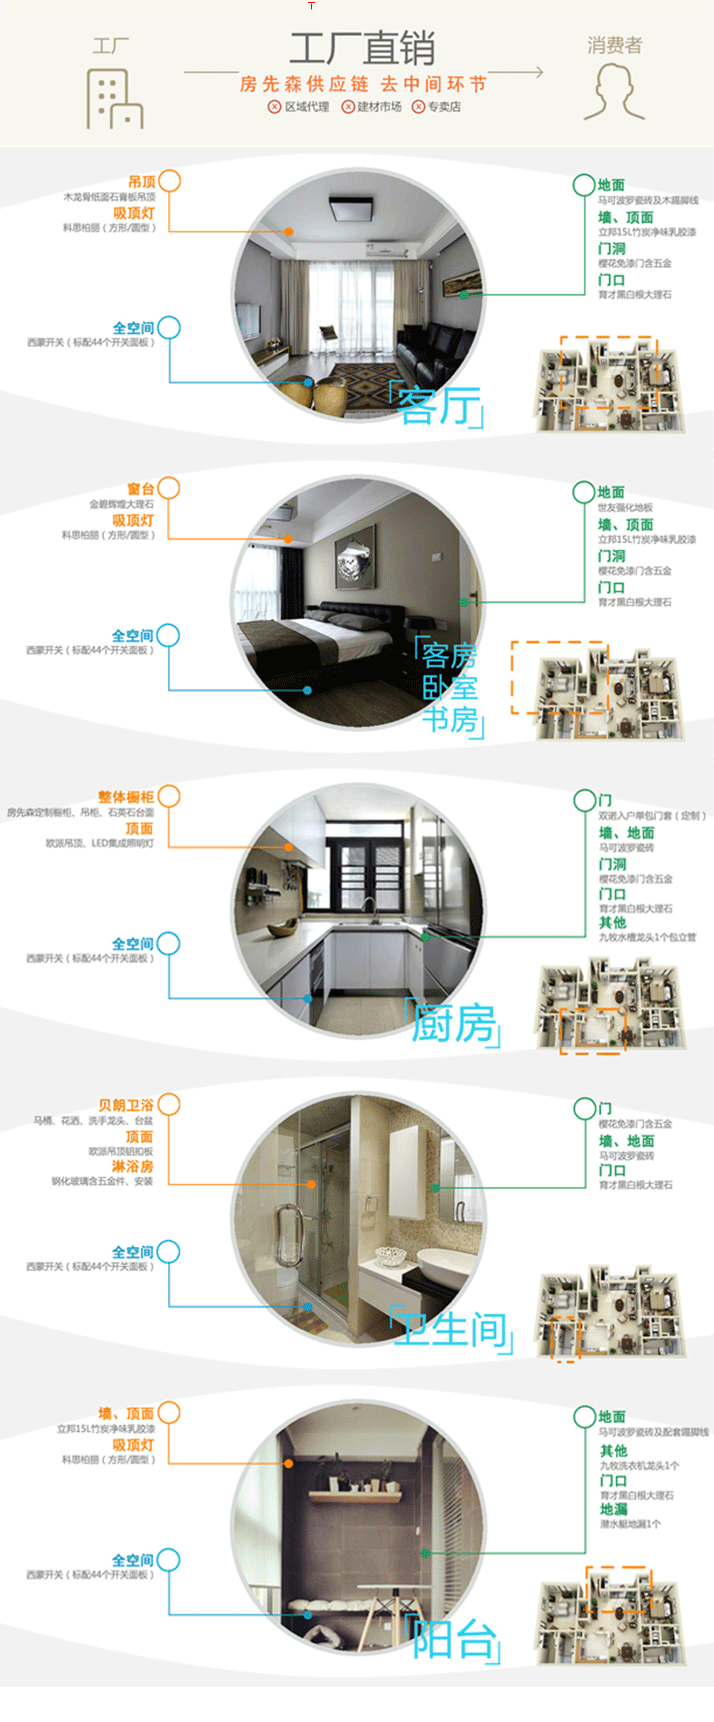 T
工厂
工厂直销
消费者
房先森供应链 去中间环节
区域代理 建材市场 专卖店
吊顶
木龙骨纸面石膏板吊顶
吸顶灯
科思柏丽（方形/圆型）
全空间
西蒙开关（标配44个开关面板）
地面
马可波罗瓷砖及木踢脚线
墙、顶面
立邦15L竹炭净味乳胶漆
门洞
樱花免漆门含五金
门口
育才黑白根大理石
客厅
窗台
金碧辉煌大理石
吸顶灯
科思柏丽（方形/圆型）
全空间
西蒙开关（标配44个开关面板）
地面
世友强化地板
墙、顶面
立邦15L竹炭净味乳胶漆
门洞
樱花免漆门含五金
门口
育才黑白根大理石
客房
卧室
书房
整体橱柜
房先森定制橱柜、吊柜、石英石台面
顶面
欧派吊顶、LED集成照明灯
全空间
西蒙开关（标配44个开关面板）
门
双诺入户单包门套（定制）
墙、地面
马可波罗瓷砖
门洞
樱花免漆门含五金
门口
育才黑白根大理石
其他
九牧水槽龙头1个包立管
厨房
贝朗卫浴
马桶、花洒、洗手龙头、台盆
顶面
欧派吊顶铝扣板
淋浴房
钢化玻璃含五金件、安装
全空间
西蒙开关（标配44个开关面板）
门
樱花免漆门含五金
墙、地面
马可波罗瓷砖
门口
育才黑白根大理石
卫生间
墙、顶面
立邦15L竹炭净味乳胶漆
吸顶灯
科思柏丽（方形/圆型）
全空间
西蒙开关（标配44个开关面板）
地面
马可波罗瓷砖及配套踢脚线
其他
九牧洗衣机龙头1个
门口
育才黑白根大理石
地漏
潜水艇地漏1个
阳台